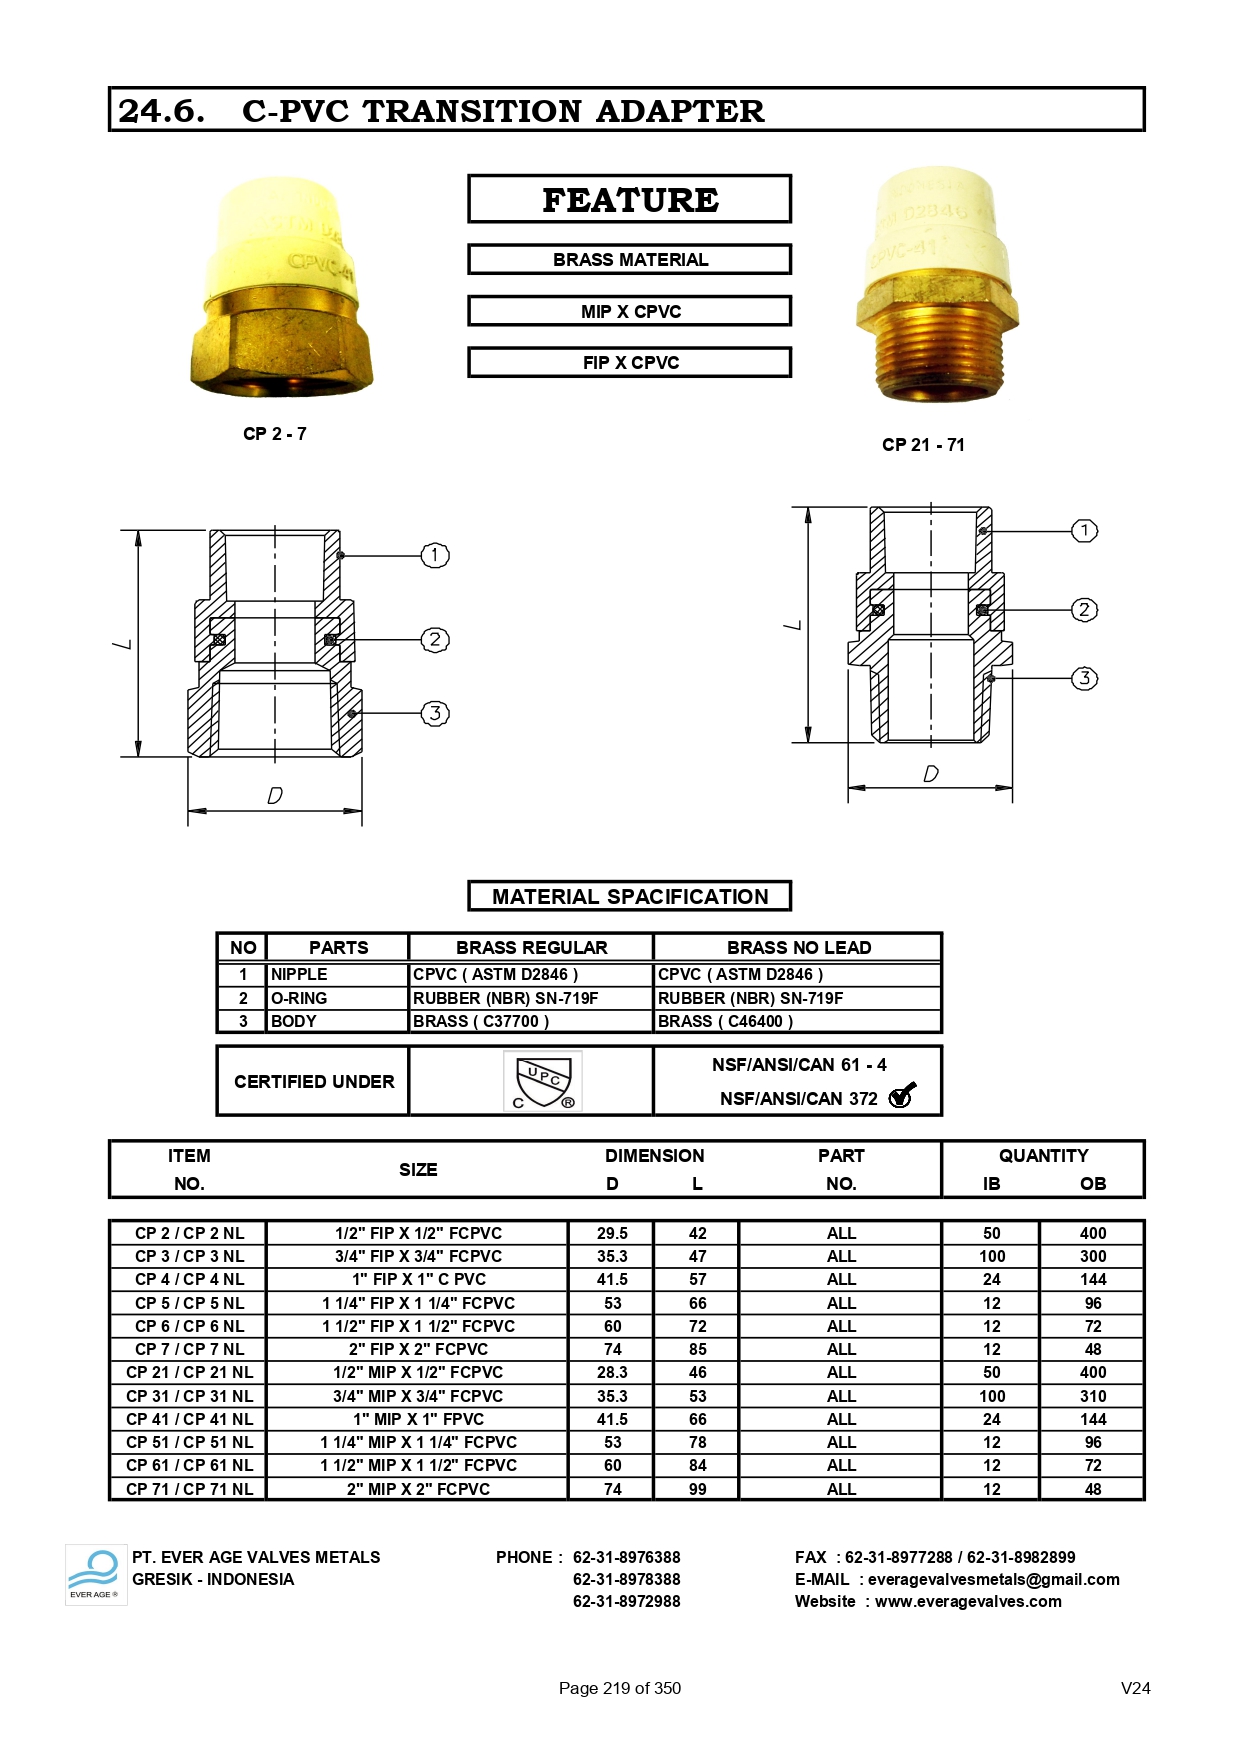 24.6. C-PVC TRANSITION ADAPTER
FEATURE
BRASS MATERIAL
MIP X CPVC
FIP X CPVC
CPVC-41
D2846
CPVC-41
CP 2 - 7
CP 21 - 71
L
D
1
2
3
L
D
1
2
3
MATERIAL SPACIFICATION
NO PARTS BRASS REGULAR BRASS NO LEAD
1 NIPPLE CPVC ( ASTM D2846 ) CPVC ( ASTM D2846 )
2 O-RING RUBBER (NBR) SN-719F RUBBER (NBR) SN-719F
3 BODY BRASS ( C37700 ) BRASS ( C46400 )
CERTIFIED UNDER
UPC
C ®
NSF/ANSI/CAN 61 - 4
NSF/ANSI/CAN 372
ITEM NO. SIZE DIMENSION PART NO. QUANTITY
D L IB OB
CP 2 / CP 2 NL 1/2" FIP X 1/2" FCPVC 29.5 42 ALL 50 400
CP 3 / CP 3 NL 3/4" FIP X 3/4" FCPVC 35.3 47 ALL 100 300
CP 4 / CP 4 NL 1" FIP X 1" C PVC 41.5 57 ALL 24 144
CP 5 / CP 5 NL 1 1/4" FIP X 1 1/4" FCPVC 53 66 ALL 12 96
CP 6 / CP 6 NL 1 1/2" FIP X 1 1/2" FCPVC 60 72 ALL 12 72
CP 7 / CP 7 NL 2" FIP X 2" FCPVC 74 85 ALL 12 48
CP 21 / CP 21 NL 1/2" MIP X 1/2" FCPVC 28.3 46 ALL 50 400
CP 31 / CP 31 NL 3/4" MIP X 3/4" FCPVC 35.3 53 ALL 100 310
CP 41 / CP 41 NL 1" MIP X 1" FPVC 41.5 66 ALL 24 144
CP 51 / CP 51 NL 1 1/4" MIP X 1 1/4" FCPVC 53 78 ALL 12 96
CP 61 / CP 61 NL 1 1/2" MIP X 1 1/2" FCPVC 60 84 ALL 12 72
CP 71 / CP 71 NL 2" MIP X 2" FCPVC 74 99 ALL 12 48
EVER AGE ®
PT. EVER AGE VALVES METALS PHONE : 62-31-8976388 FAX : 62-31-8977288 / 62-31-8982899
GRESIK - INDONESIA 62-31-8978388 E-MAIL : everagevalvesmetals@gmail.com
62-31-8972988 Website : www.everagevalves.com
Page 219 of 350 V24